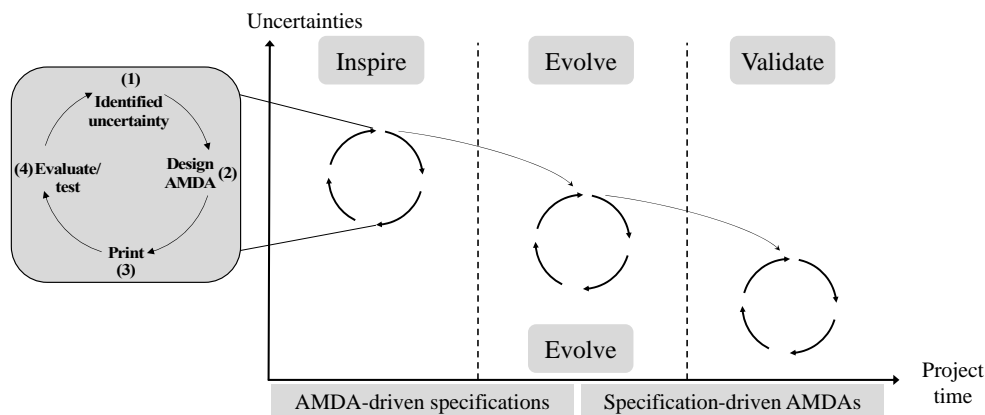 Uncertainties
Inspire
Evolve
Validate
(1)
Identified
uncertainty
Design
AMDA
(2)
Print
(3)
(4)
Evaluate/
test
Evolve
Project
time
AMDA-driven specifications
Specification-driven AMDAs